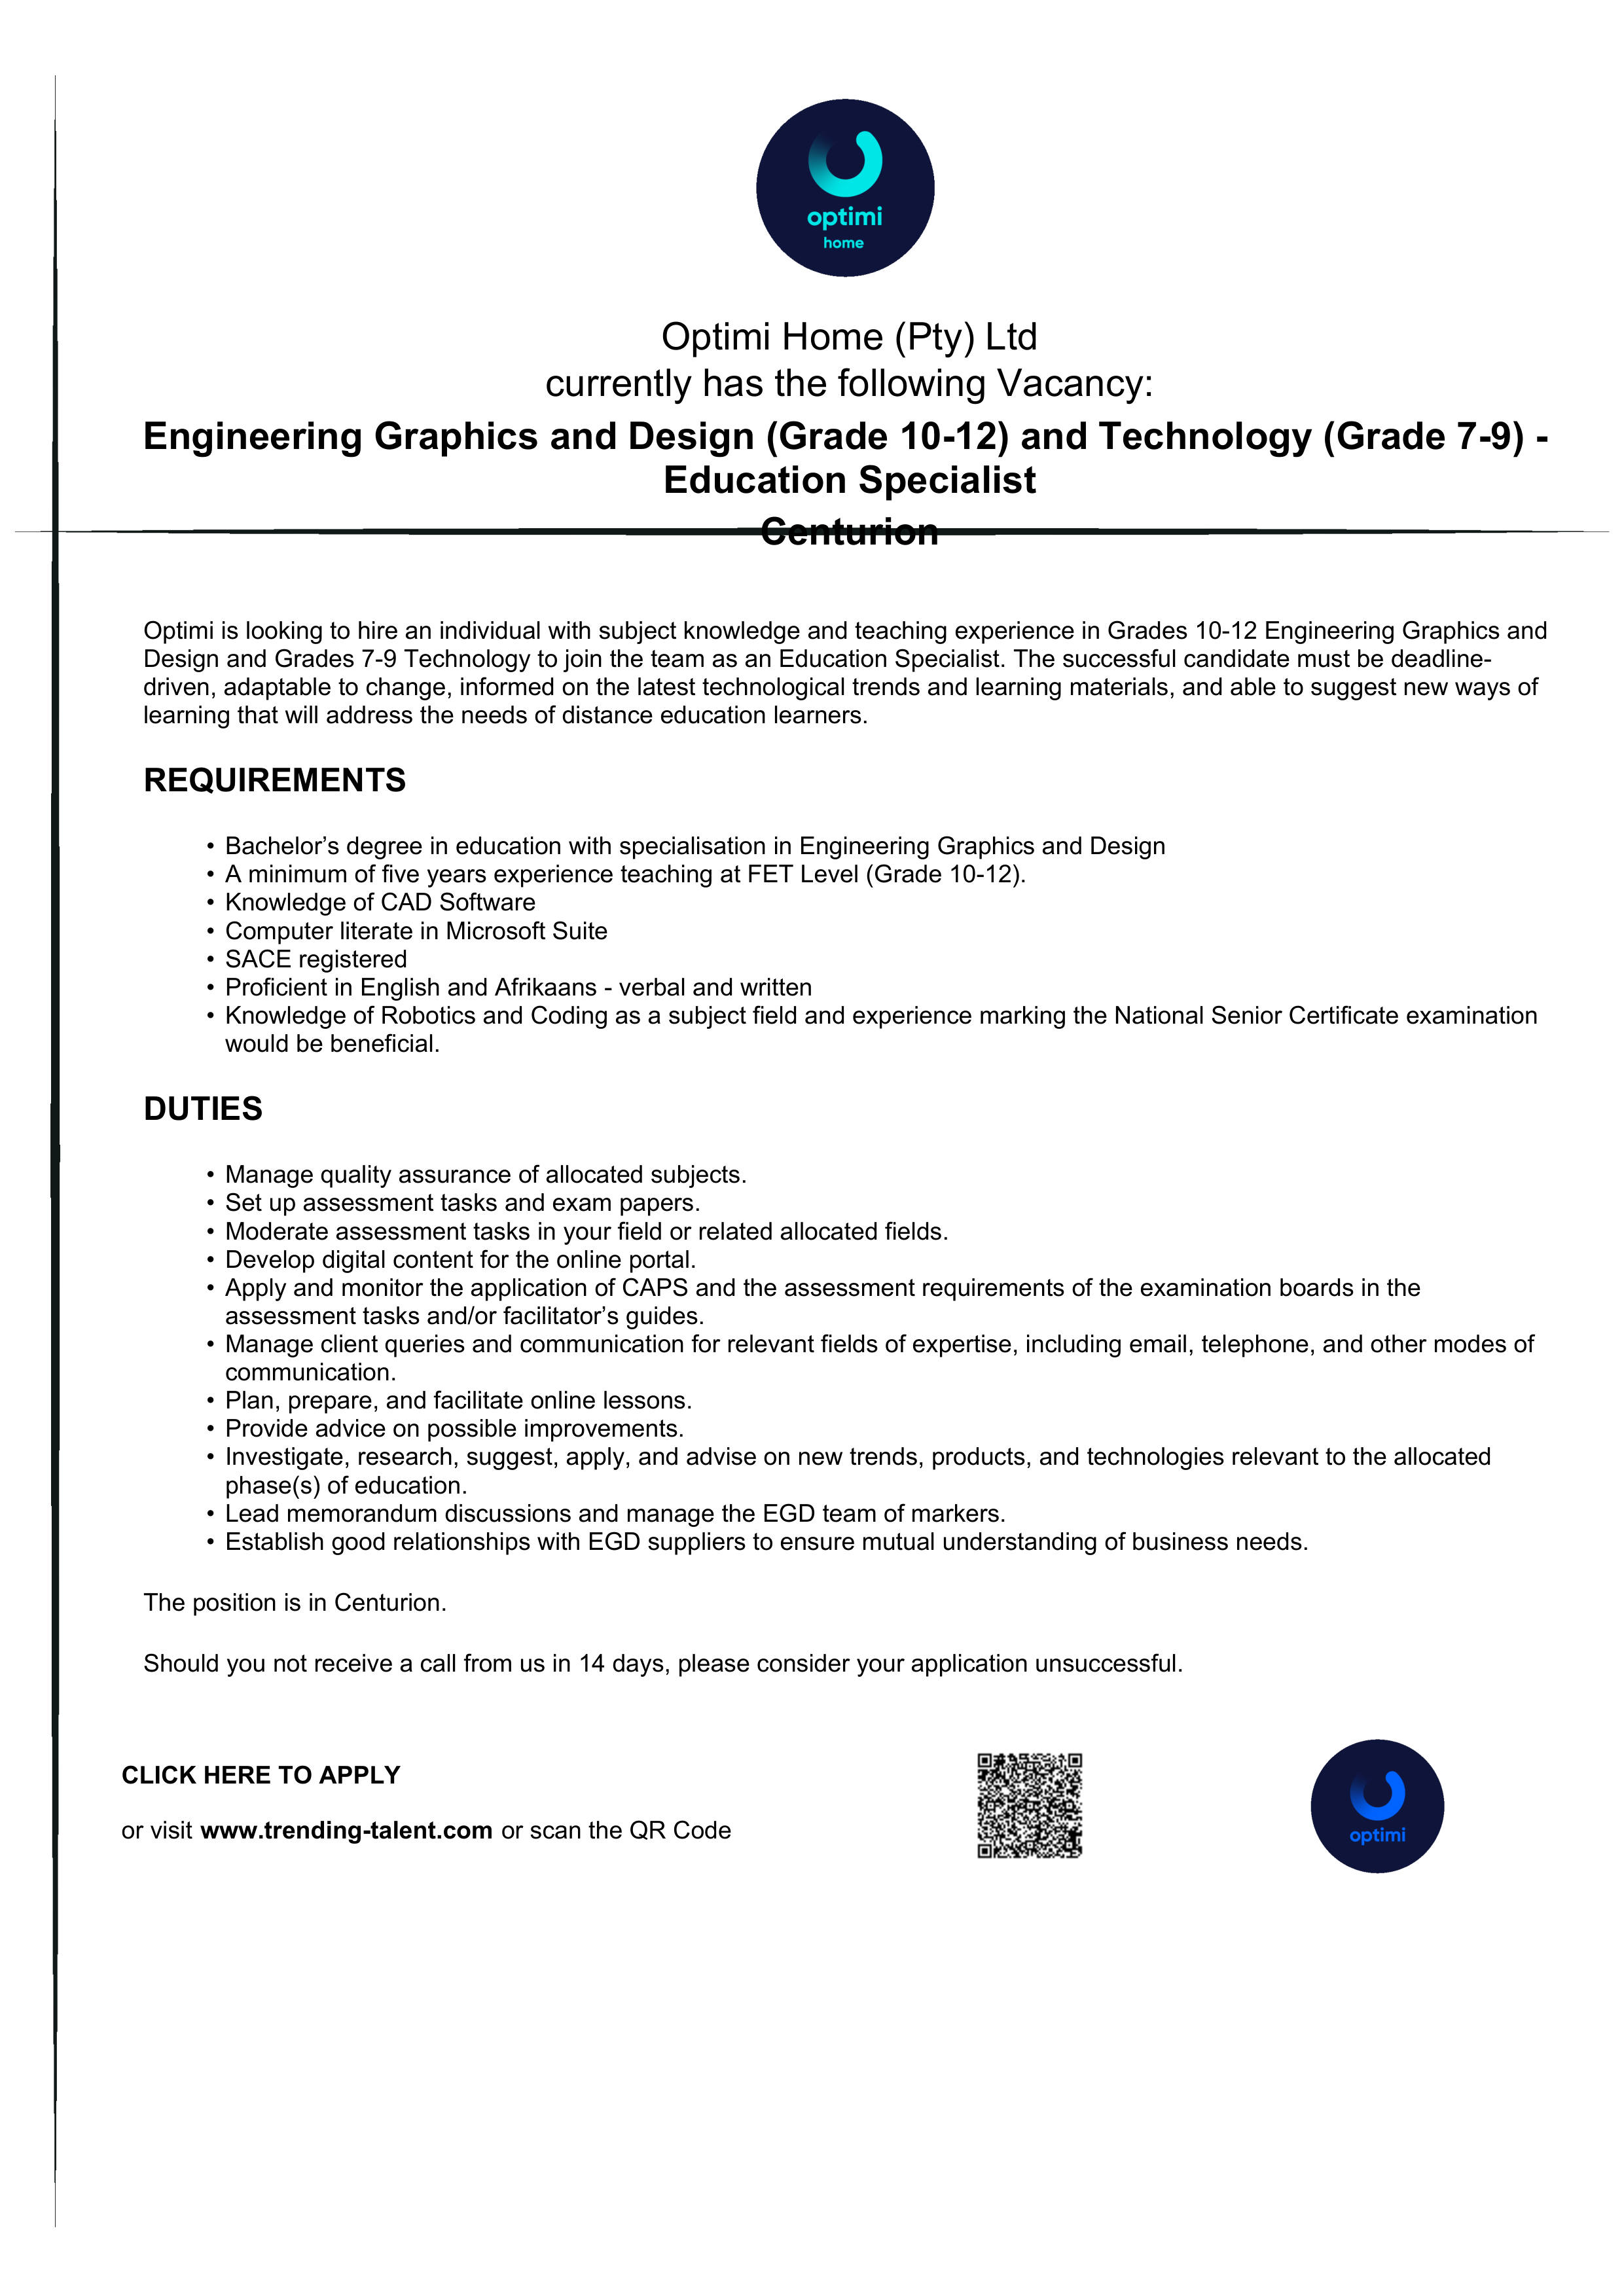 optimi
home
Optimi Home (Pty) Ltd
currently has the following Vacancy:
Engineering Graphics and Design (Grade 10-12) and Technology (Grade 7-9) -
Education Specialist
Centurion
Optimi is looking to hire an individual with subject knowledge and teaching experience in Grades 10-12 Engineering Graphics and
Design and Grades 7-9 Technology to join the team as an Education Specialist. The successful candidate must be deadline-
driven, adaptable to change, informed on the latest technological trends and learning materials, and able to suggest new ways of
learning that will address the needs of distance education learners.
REQUIREMENTS
• Bachelor’s degree in education with specialisation in Engineering Graphics and Design
• A minimum of five years experience teaching at FET Level (Grade 10-12).
• Knowledge of CAD Software
• Computer literate in Microsoft Suite
• SACE registered
• Proficient in English and Afrikaans - verbal and written
• Knowledge of Robotics and Coding as a subject field and experience marking the National Senior Certificate examination
would be beneficial.
DUTIES
• Manage quality assurance of allocated subjects.
• Set up assessment tasks and exam papers.
• Moderate assessment tasks in your field or related allocated fields.
• Develop digital content for the online portal.
• Apply and monitor the application of CAPS and the assessment requirements of the examination boards in the
assessment tasks and/or facilitator’s guides.
• Manage client queries and communication for relevant fields of expertise, including email, telephone, and other modes of
communication.
• Plan, prepare, and facilitate online lessons.
• Provide advice on possible improvements.
• Investigate, research, suggest, apply, and advise on new trends, products, and technologies relevant to the allocated
phase(s) of education.
• Lead memorandum discussions and manage the EGD team of markers.
• Establish good relationships with EGD suppliers to ensure mutual understanding of business needs.
The position is in Centurion.
Should you not receive a call from us in 14 days, please consider your application unsuccessful.
CLICK HERE TO APPLY
or visit www.trending-talent.com or scan the QR Code
optimi